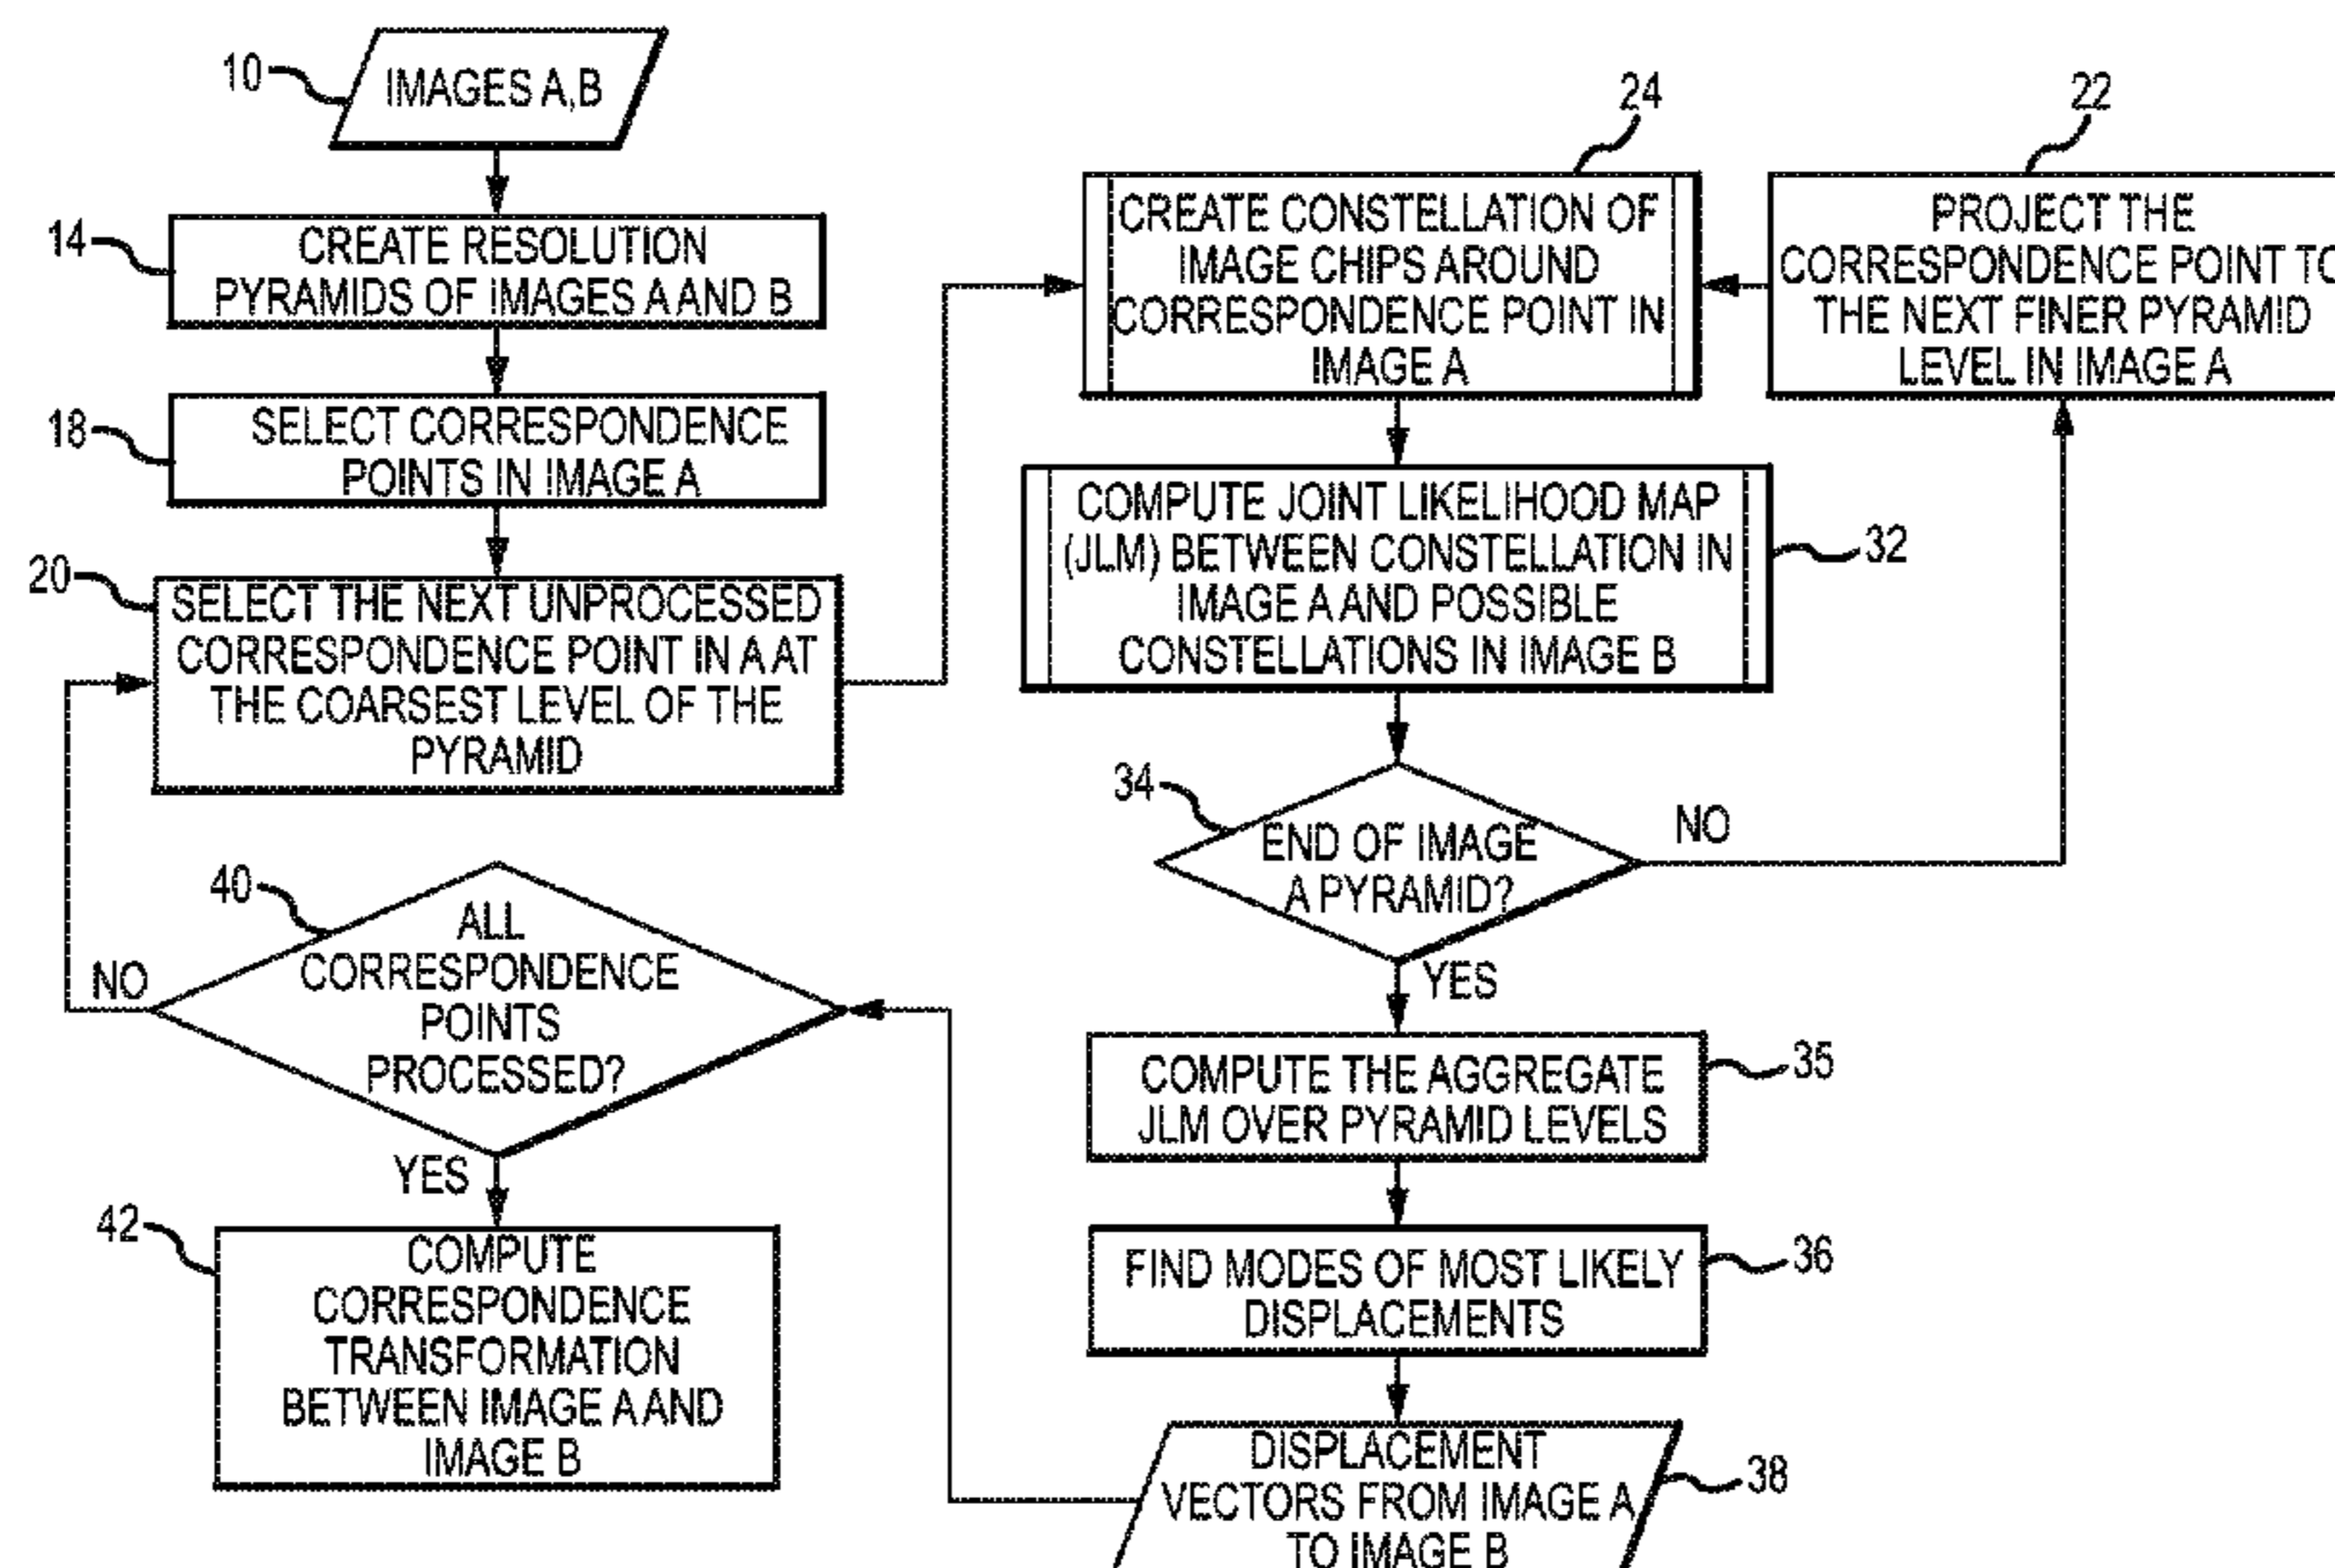 10
IMAGES A,B
14
CREATE RESOLUTION
PYRAMIDS OF IMAGES A AND B
18
SELECT CORRESPONDENCE
POINTS IN IMAGE A
20
SELECT THE NEXT UNPROCESSED
CORRESPONDENCE POINT IN A AT
THE COARSEST LEVEL OF THE
PYRAMID
24
CREATE CONSTELLATION OF
IMAGE CHIPS AROUND
CORRESPONDENCE POINT IN
IMAGE A
22
PROJECT THE
CORRESPONDENCE POINT TO
THE NEXT FINER PYRAMID
LEVEL IN IMAGE A
COMPUTE JOINT LIKELIHOOD MAP
(JLM) BETWEEN CONSTELLATION IN
IMAGE A AND POSSIBLE
CONSTELLATIONS IN IMAGE B
32
34
END OF IMAGE
A PYRAMID?
NO
YES
COMPUTE THE AGGREGATE
JLM OVER PYRAMID LEVELS
35
FIND MODES OF MOST LIKELY
DISPLACEMENTS
36
DISPLACEMENT
VECTORS FROM IMAGE A
TO IMAGE B
38
40
ALL
CORRESPONDENCE
POINTS
PROCESSED?
NO
YES
42
COMPUTE
CORRESPONDENCE
TRANSFORMATION
BETWEEN IMAGE A AND
IMAGE B